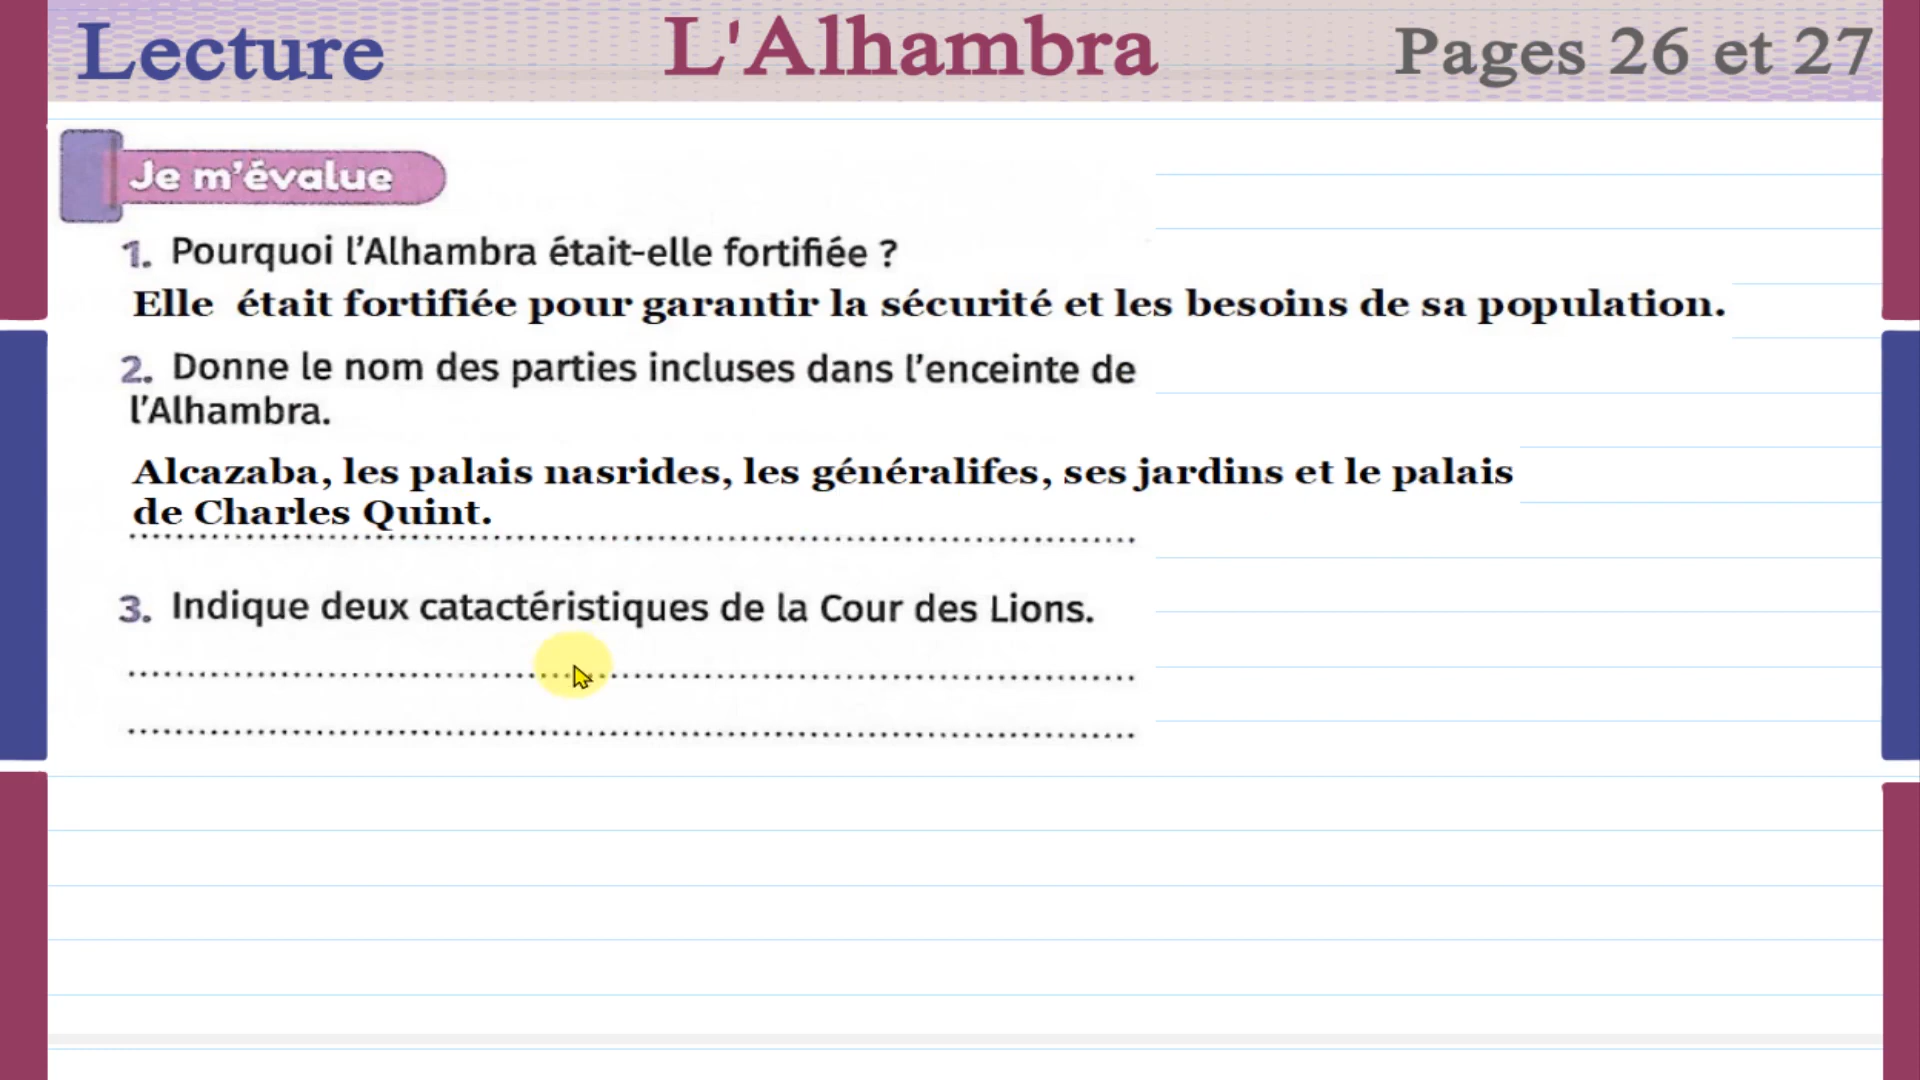 Lecture L'Alhambra Pages 26 et 27
Je m'évalue
1. Pourquoi l'Alhambra était-elle fortifiée ?
Elle était fortifiée pour garantir la sécurité et les besoins de sa population.
2. Donne le nom des parties incluses dans l'enceinte de
l'Alhambra.
Alcazaba, les palais nasrides, les généralifes, ses jardins et le palais
de Charles Quint.
3. Indique deux catactéristiques de la Cour des Lions.